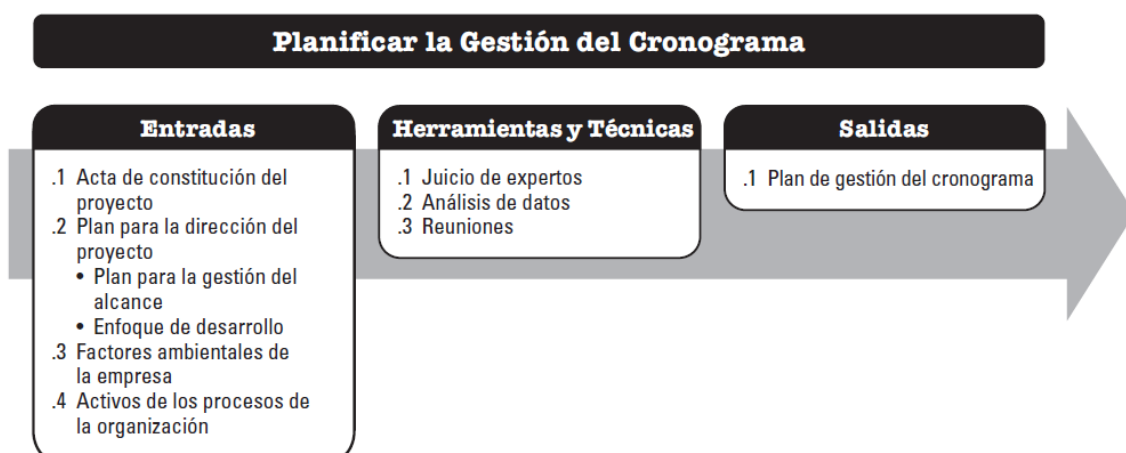 Planificar la Gestión del Cronograma
Entradas
.1 Acta de constitución del
proyecto
.2 Plan para la dirección del
proyecto
• Plan para la gestión del
alcance
• Enfoque de desarrollo
.3 Factores ambientales de
la empresa
.4 Activos de los procesos de
la organización
Herramientas y Técnicas
.1 Juicio de expertos
.2 Análisis de datos
.3 Reuniones
Salidas
.1 Plan de gestión del cronograma